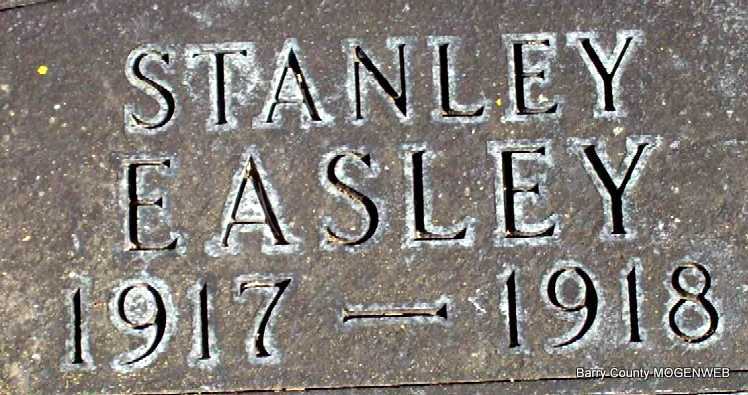 STANLEY
EASLEY
1917 — 1918
Barry County MOGENWEB